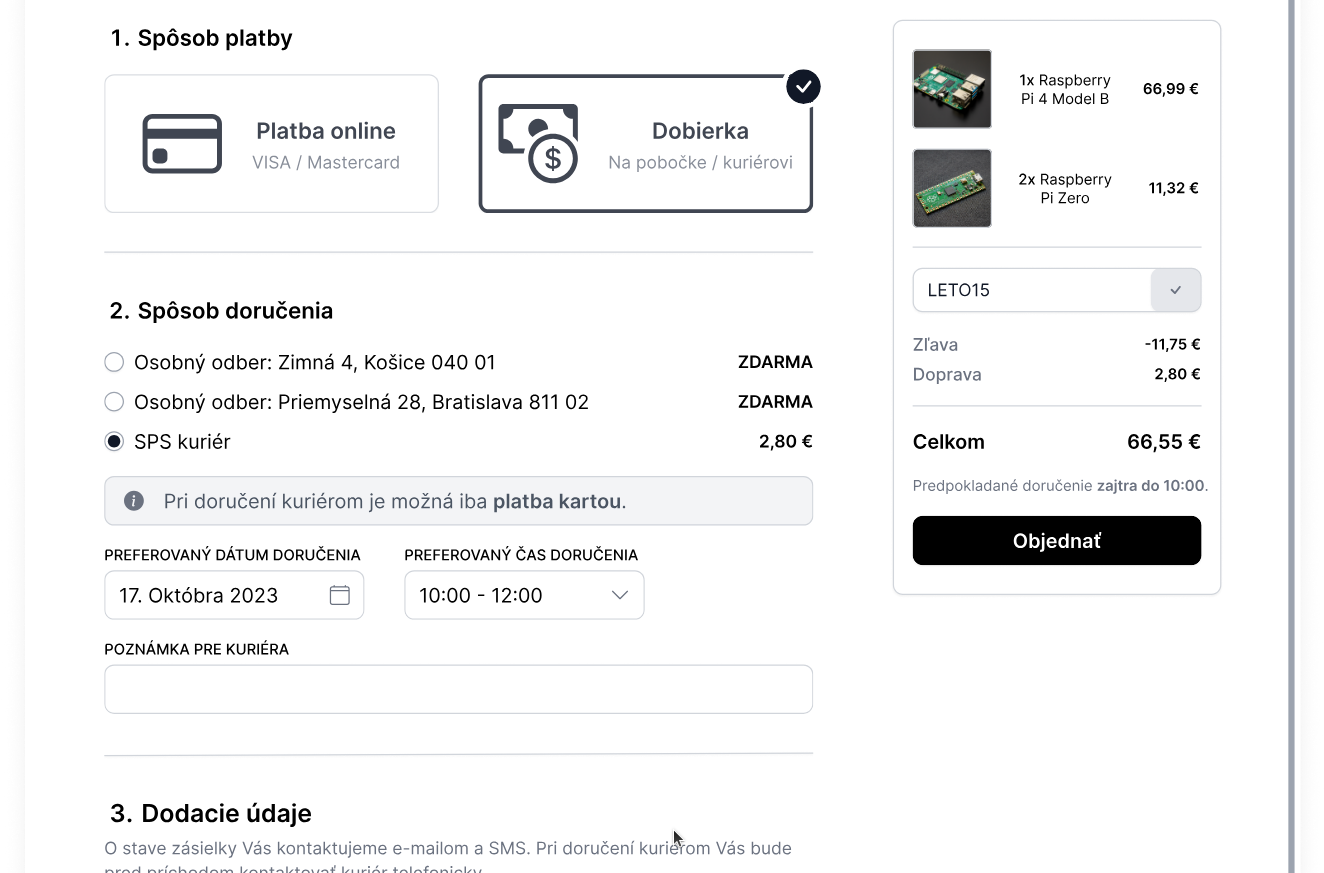 1. Spôsob platby
Platba online
VISA / Mastercard
$
Dobierka
Na pobočke / kuriérovi
2. Spôsob doručenia
Osobný odber: Zimná 4, Košice 040 01 ZDARMA
Osobný odber: Priemyselná 28, Bratislava 811 02 ZDARMA
SPS kuriér 2,80 €
i Pri doručení kuriérom je možná iba platba kartou.
PREFEROVANÝ DÁTUM DORUČENIA
17. Októbra 2023
PREFEROVANÝ ČAS DORUČENIA
10:00 - 12:00
POZNÁMKA PRE KURIÉRA
3. Dodacie údaje
O stave zásielky Vás kontaktujeme e-mailom a SMS. Pri doručení kuriérom Vás bude
pred príchodom kontaktovať kuriér telefonicky.
1x Raspberry
Pi 4 Model B
66,99 €
2x Raspberry
Pi Zero
11,32 €
LETO15
Zľava -11,75 €
Doprava 2,80 €
Celkom 66,55 €
Predpokladané doručenie zajtra do 10:00.
Objednať